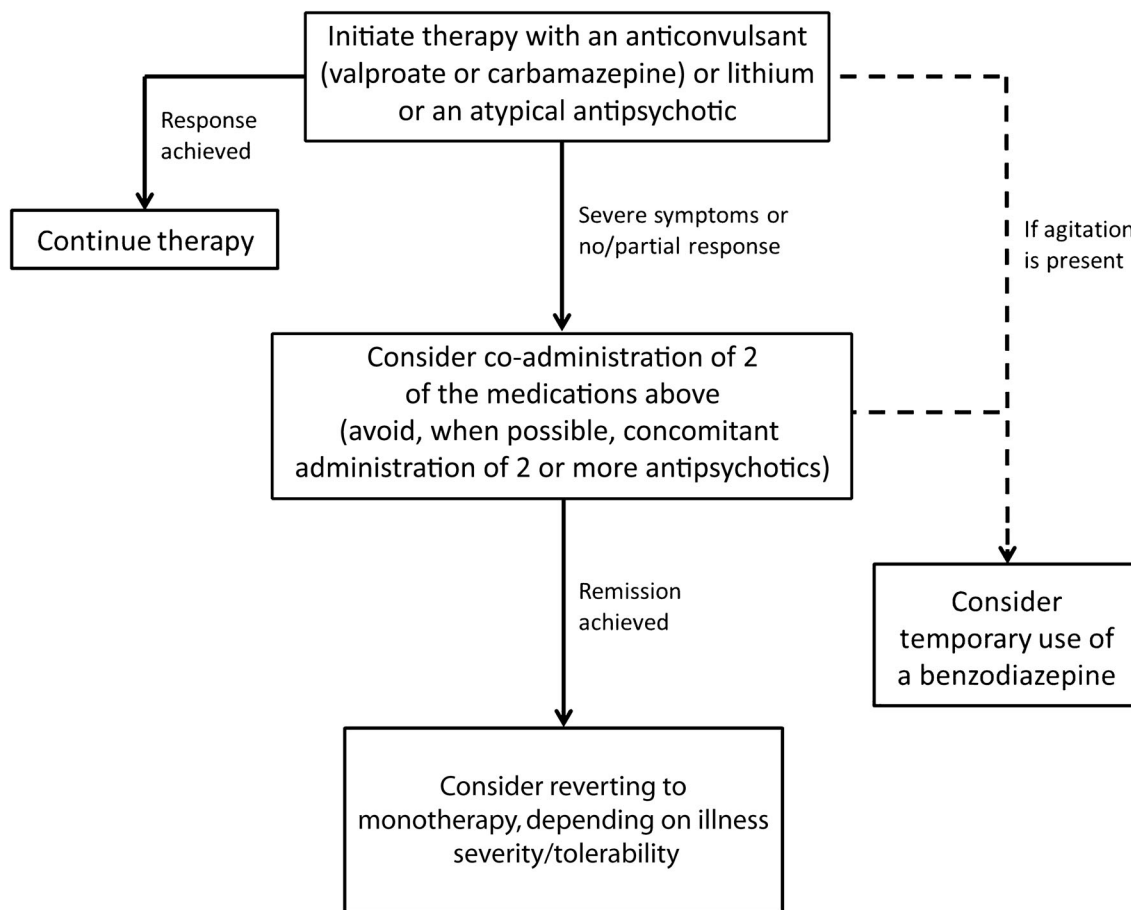 Initiate therapy with an anticonvulsant
(valproate or carbamazepine) or lithium
or an atypical antipsychotic
Response
achieved
Continue therapy
Severe symptoms or
no/partial response
If agitation
is present
Consider co-administration of 2
of the medications above
(avoid, when possible, concomitant
administration of 2 or more antipsychotics)
Remission
achieved
Consider
temporary use of
a benzodiazepine
Consider reverting to
monotherapy, depending on illness
severity/tolerability